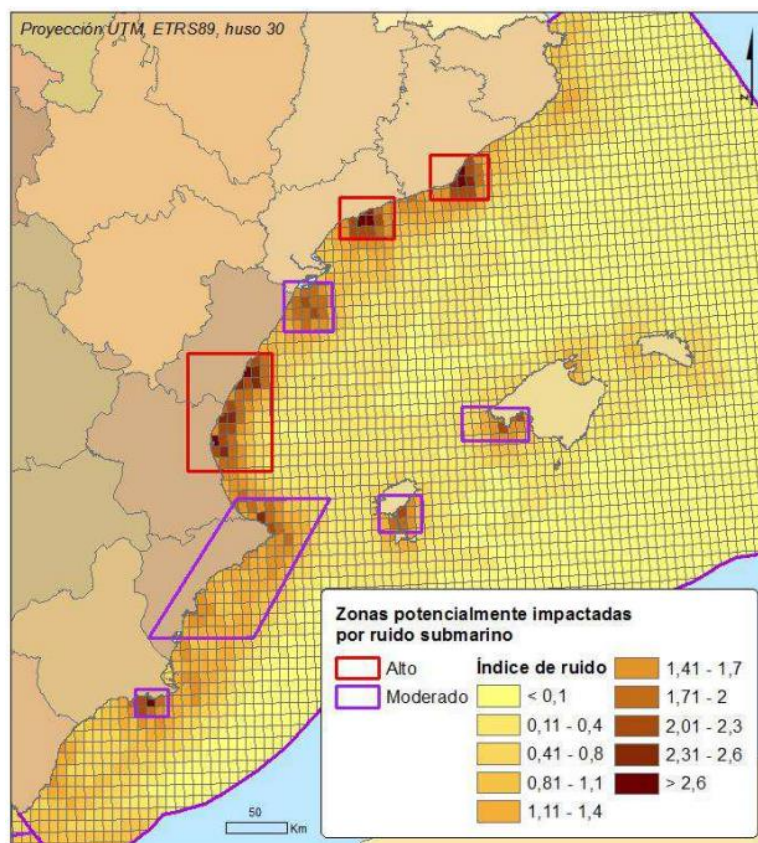 Proyección UTM, ETRS89, huso 30
Z
Zonas potencialmente impactadas
por ruido submarino
Alto
Moderado
Índice de ruido
< 0,1
0,11 - 0,4
0,41 - 0,8
0,81 - 1,1
1,11 - 1,4
1,41 - 1,7
1,71 - 2
2,01 - 2,3
2,31 - 2,6
> 2,6
50
Km